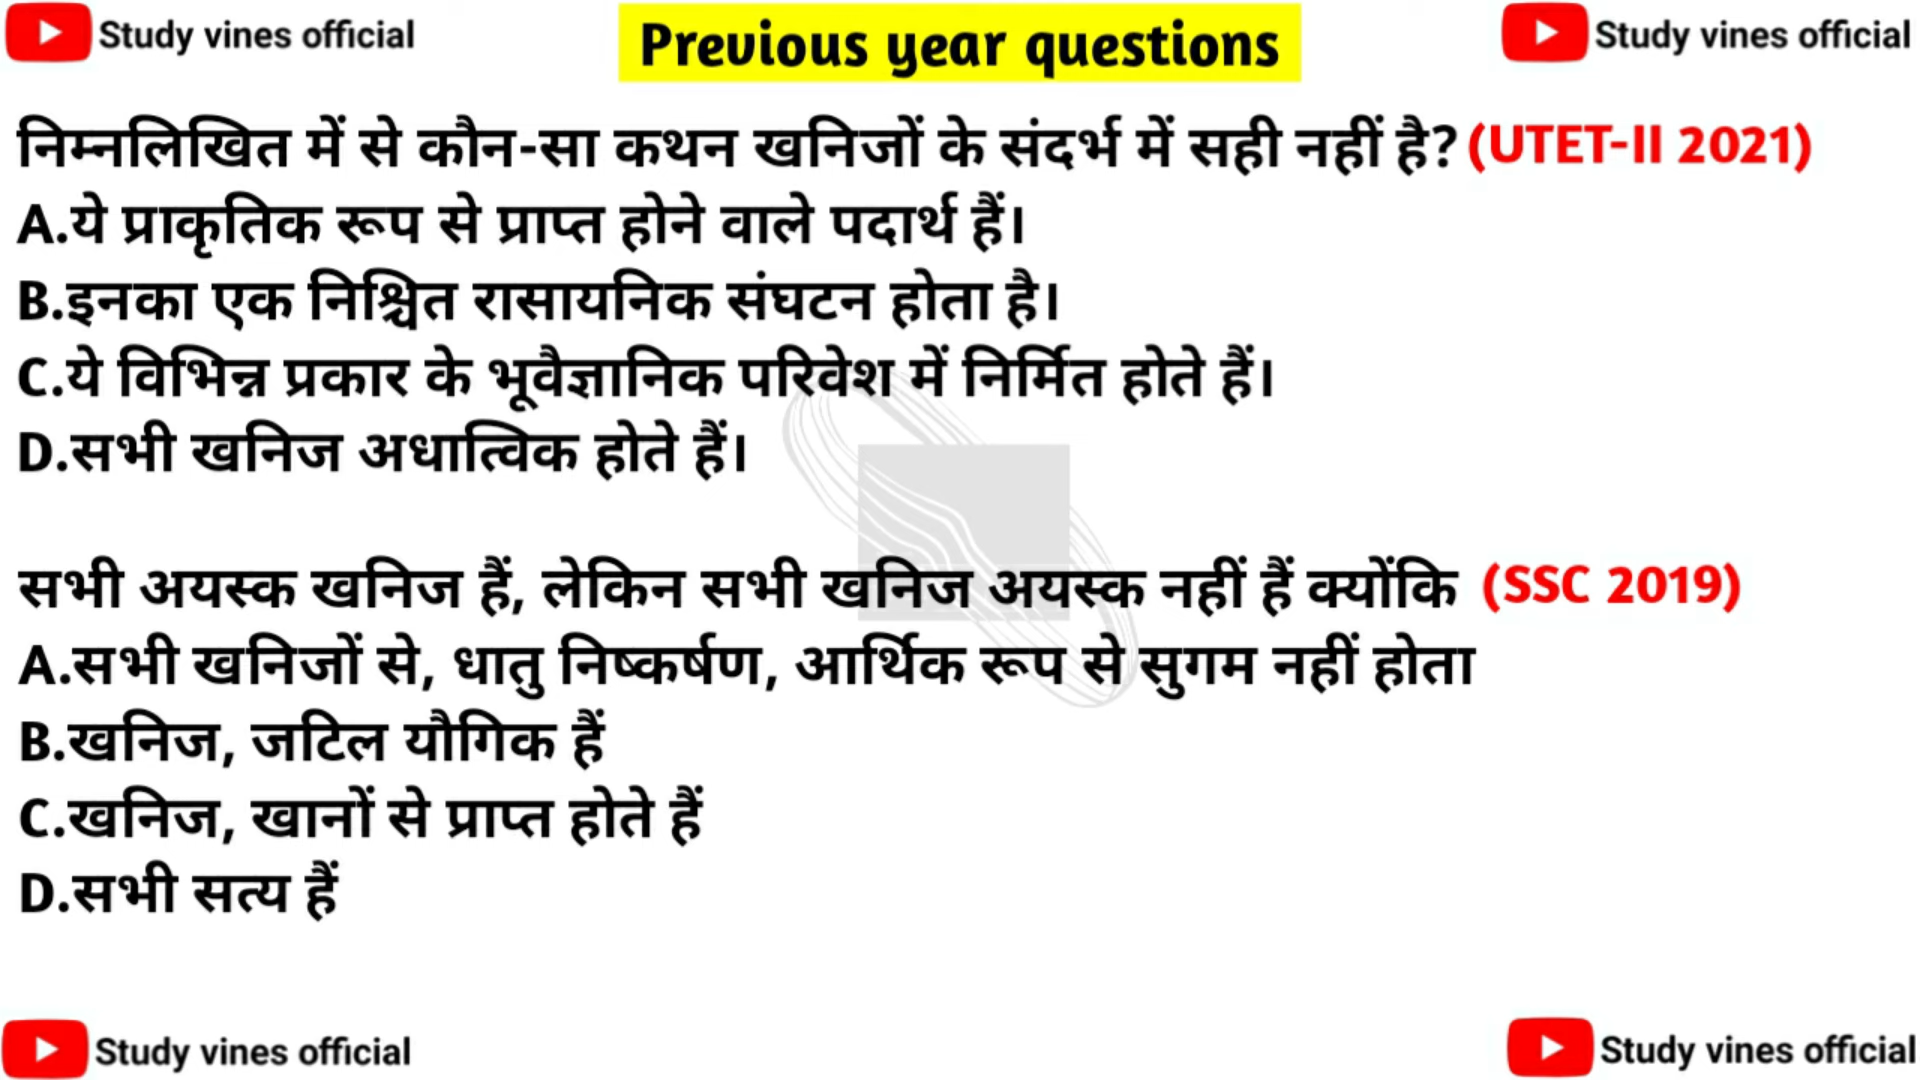 Study vines official
Previous year questions
Study vines official
निम्नलिखित में से कौन-सा कथन खनिजों के संदर्भ में सही नहीं है? (UTET-II 2021)
A.ये प्राकृतिक रूप से प्राप्त होने वाले पदार्थ हैं।
B.इनका एक निश्चित रासायनिक संघटन होता है।
C.ये विभिन्न प्रकार के भूवैज्ञानिक परिवेश में निर्मित होते हैं।
D.सभी खनिज अधात्विक होते हैं।
सभी अयस्क खनिज हैं, लेकिन सभी खनिज अयस्क नहीं हैं क्योंकि (SSC 2019)
A.सभी खनिजों से, धातु निष्कर्षण, आर्थिक रूप से सुगम नहीं होता
B.खनिज, जटिल यौगिक हैं
C.खनिज, खानों से प्राप्त होते हैं
D.सभी सत्य हैं
Study vines official
Study vines official